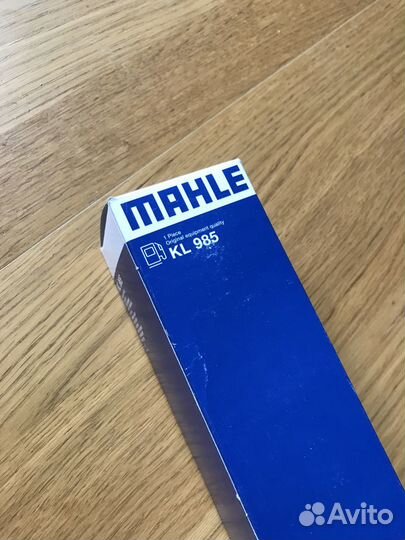 MAHLE
1 Piece
Original equipment quality
KL 985
Avito